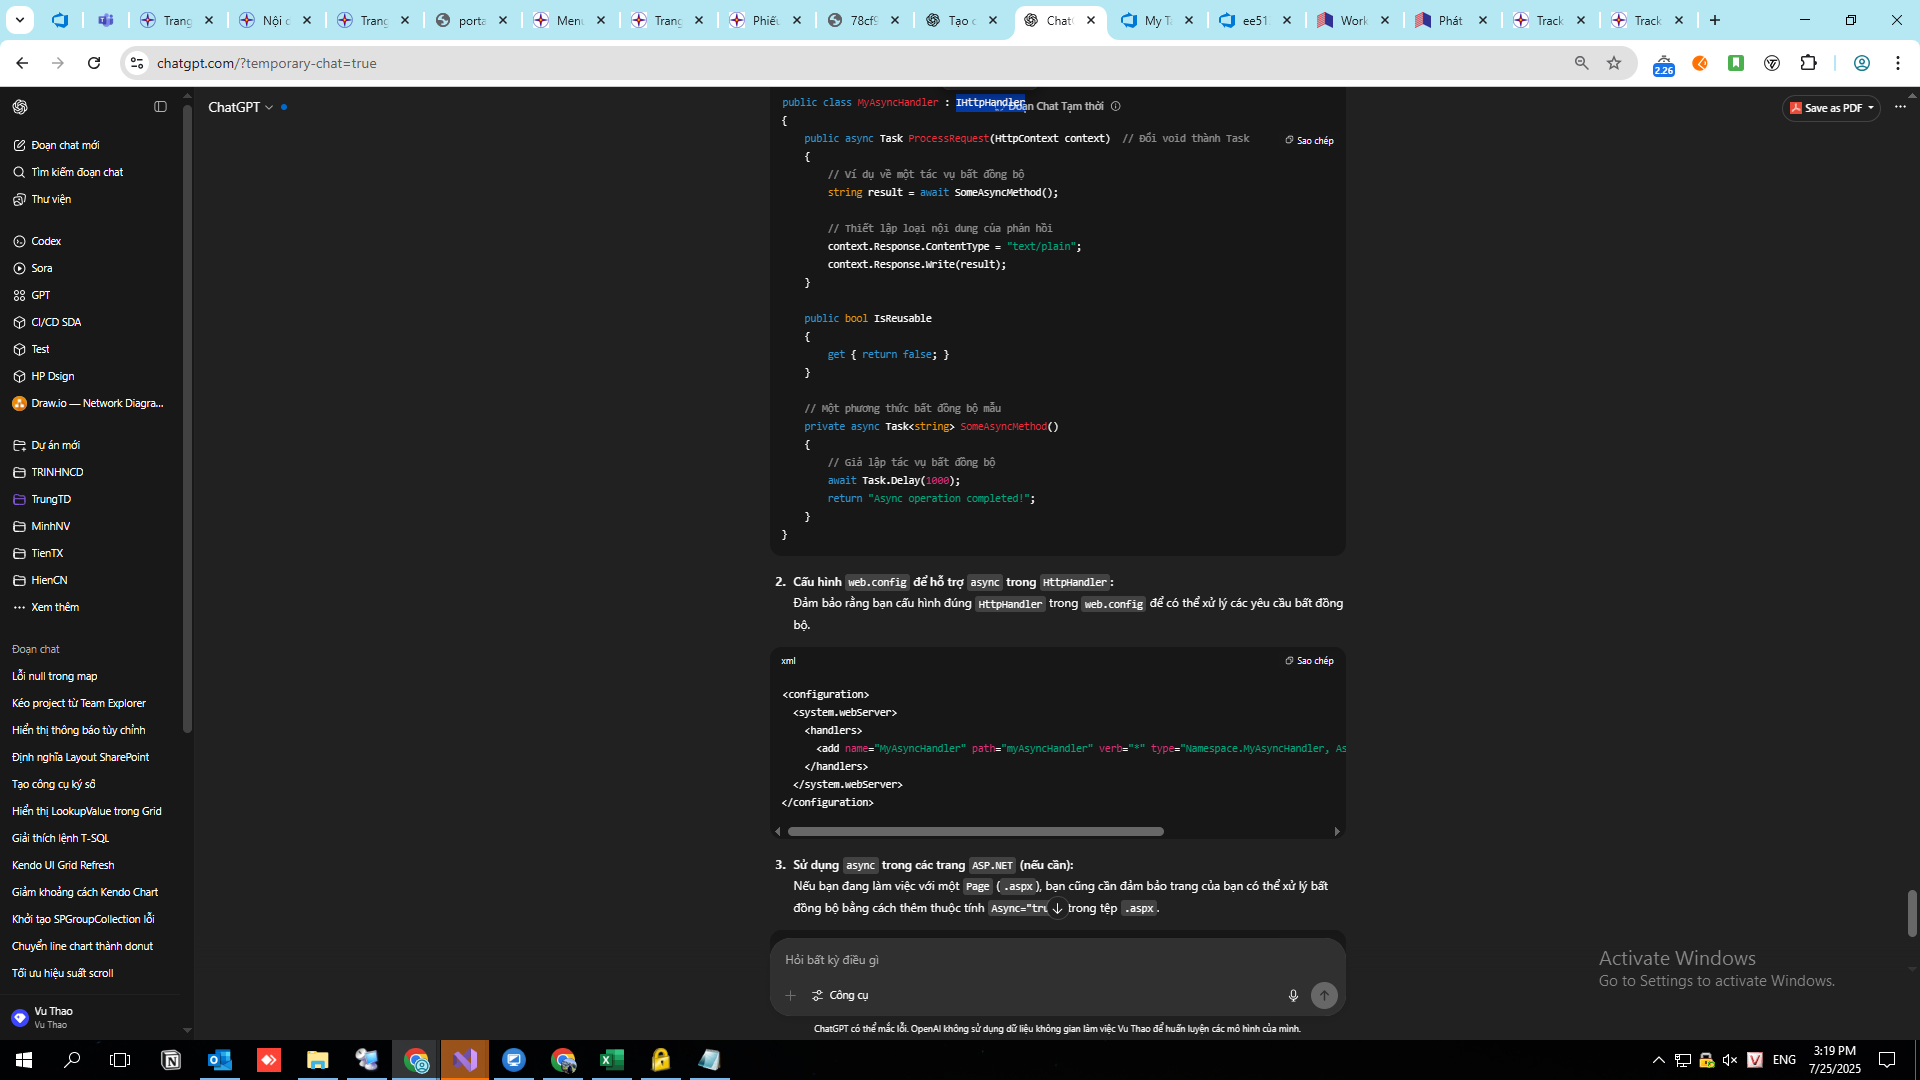 Trang
Nội d
Trang
porta
Menu
Trang
Phiếu
78cf9
Tạo c
Chat
My Ta
ee51
Work
Phát
Track
Track
chatgpt.com/?temporary-chat=true
2.26
ChatGPT
Đoạn Chat Tạm thời
Save as PDF
Đoạn chat mới
Tìm kiếm đoạn chat
Thư viện
Codex
Sora
GPT
CI/CD SDA
Test
HP Dsign
Draw.io — Network Diagra...
Dự án mới
TRINHNCD
TrungTD
MinhNV
TienTX
HienCN
Xem thêm
Đoạn chat
Lỗi null trong map
Kéo project từ Team Explorer
Hiển thị thông báo tùy chỉnh
Định nghĩa Layout SharePoint
Tạo công cụ ký số
Hiển thị LookupValue trong Grid
Giải thích lệnh T-SQL
Kendo UI Grid Refresh
Giảm khoảng cách Kendo Chart
Khởi tạo SPGroupCollection lỗi
Chuyển line chart thành donut
Tối ưu hiệu suất scroll
Vu Thao
Vu Thao
public class MyAsyncHandler : IHttpHandler
{
public async Task ProcessRequest(HttpContext context)  // Đổi void thành Task
Sao chép
{
// Ví dụ về một tác vụ bất đồng bộ
string result = await SomeAsyncMethod();
// Thiết lập loại nội dung của phản hồi
context.Response.ContentType = "text/plain";
context.Response.Write(result);
}
public bool IsReusable
{
get { return false; }
}
// Một phương thức bất đồng bộ mẫu
private async Task<string> SomeAsyncMethod()
{
// Giả lập tác vụ bất đồng bộ
await Task.Delay(1000);
return "Async operation completed!";
}
}
2. Cấu hình web.config để hỗ trợ async trong HttpHandler:
Đảm bảo rằng bạn cấu hình đúng HttpHandler trong web.config để có thể xử lý các yêu cầu bất đồng
bộ.
xml
Sao chép
<configuration>
<system.webServer>
<handlers>
<add name="MyAsyncHandler" path="myAsyncHandler" verb="*" type="Namespace.MyAsyncHandler, As
</handlers>
</system.webServer>
</configuration>
3. Sử dụng async trong các trang ASP.NET (nếu cần):
Nếu bạn đang làm việc với một Page (.aspx), bạn cũng cần đảm bảo trang của bạn có thể xử lý bất
đồng bộ bằng cách thêm thuộc tính Async="tru trong tệp .aspx.
Hỏi bất kỳ điều gì
Công cụ
ChatGPT có thể mắc lỗi. OpenAI không sử dụng dữ liệu không gian làm việc Vu Thao để huấn luyện các mô hình của mình.
Activate Windows
Go to Settings to activate Windows.
ENG
3:19 PM
7/25/2025